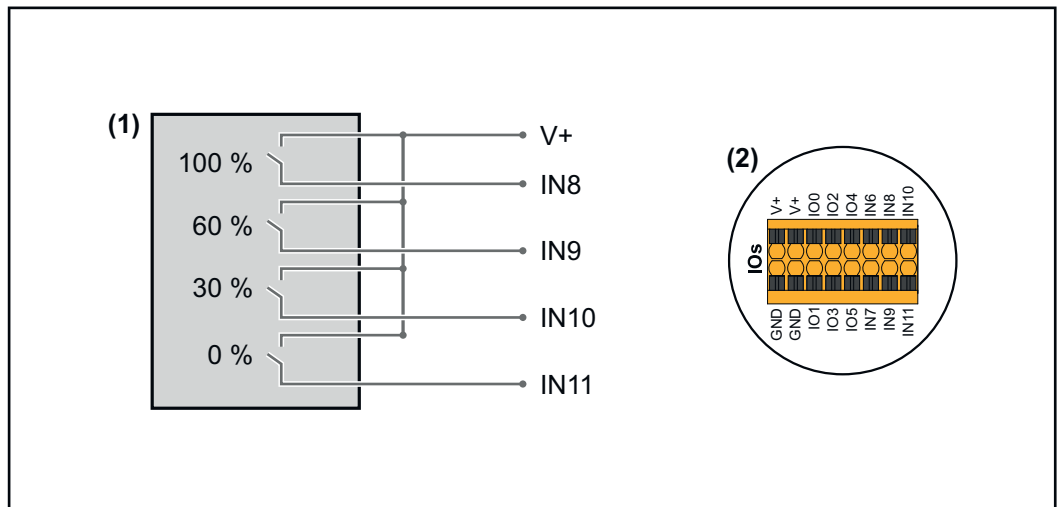 (1)
100 %
60 %
30 %
0 %
V+
IN8
IN9
IN10
IN11
(2)
IOs
V+
V+
IO0
IO2
IO4
IN6
IN8
IN10
GND
GND
IO1
IO3
IO5
IN7
IN9
IN11